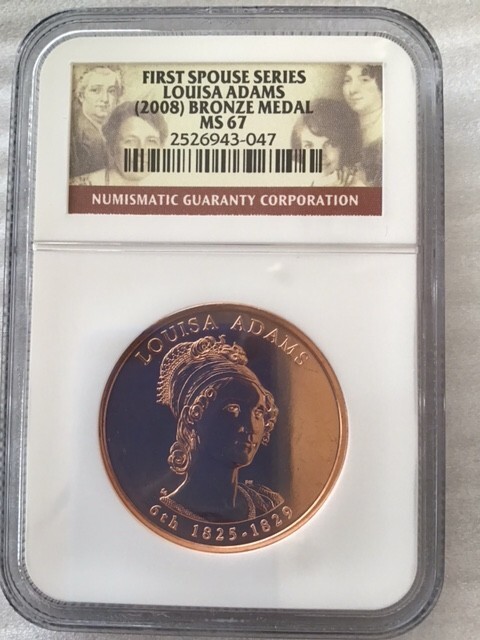 FIRST SPOUSE SERIES
LOUISA ADAMS
(2008) BRONZE MEDAL
MS 67
2526943-047
NUMISMATIC GUARANTY CORPORATION
LOUISA ADAMS
6th 1825-1829